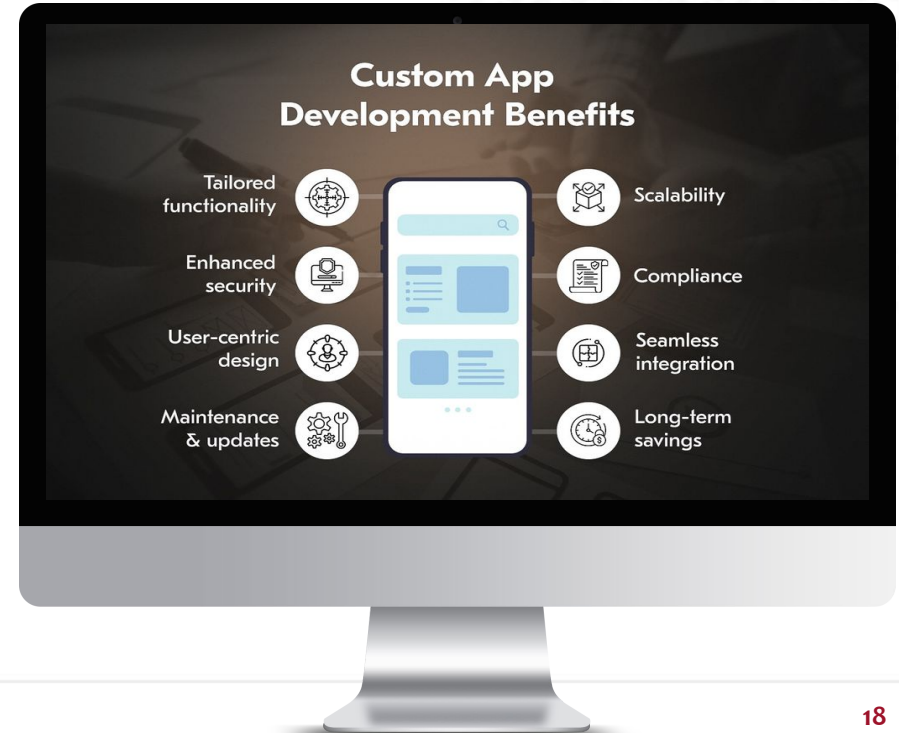 Custom App
Development Benefits
Tailored
functionality
Enhanced
security
User-centric
design
Maintenance
& updates
Scalability
Compliance
Seamless
integration
Long-term
savings
18